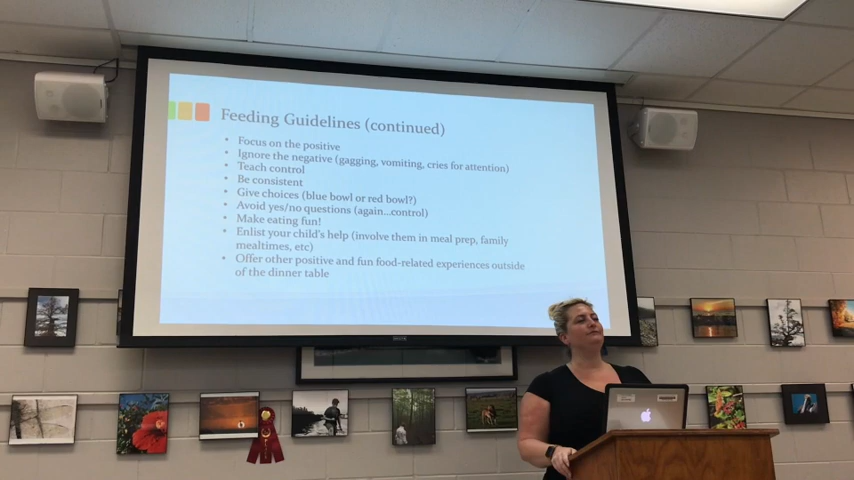 Feeding Guidelines (continued)
• Focus on the positive
• Ignore the negative (gagging, vomiting, cries for attention)
• Teach control
• Be consistent
• Give choices (blue bowl or red bowl?)
• Avoid yes/no questions (again...control)
• Make eating fun!
• Enlist your child's help (involve them in meal prep, family
mealtimes, etc)
• Offer other positive and fun food-related experiences outside
of the dinner table